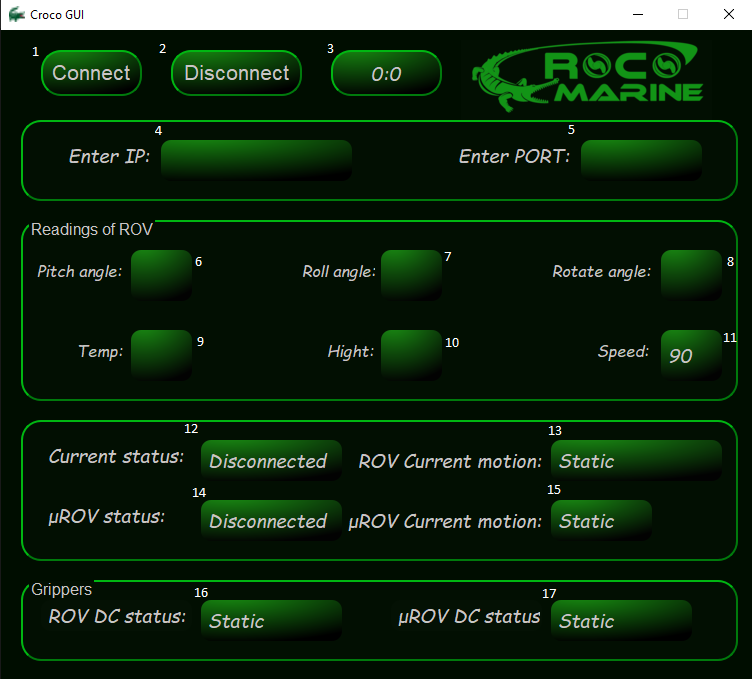 Croco GUI
1 Connect 2 Disconnect 3 0:0 ROCO
MARINE
4 5
Enter IP: Enter PORT:
Readings of ROV
Pitch angle: 6 Roll angle: 7 Rotate angle: 8
Temp: 9 Hight: 10 Speed: 90 11
12 13
Current status: Disconnected ROV Current motion: Static
14 15
µROV status: Disconnected µROV Current motion: Static
Grippers
16 17
ROV DC status: Static µROV DC status Static